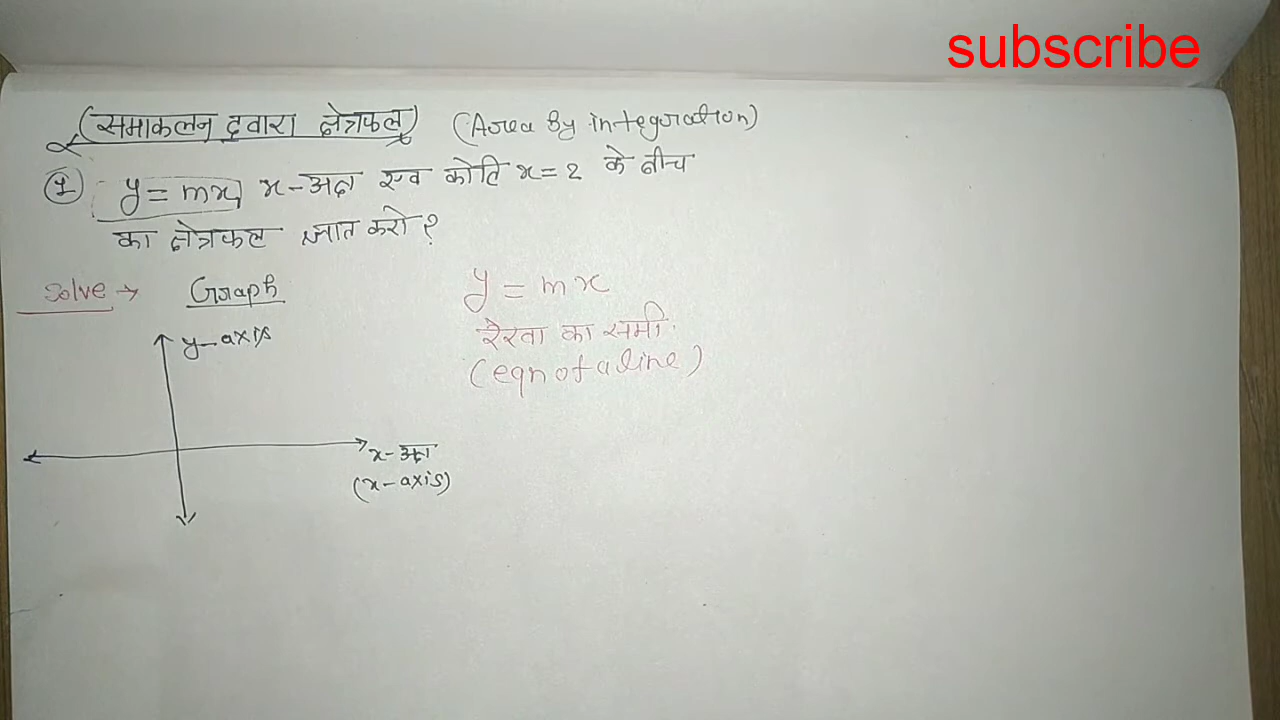 subscribe
(समाकलन द्वारा क्षेत्रफल) (Area By integration)
1 y = mx, x-अक्ष एव कोटि x = 2 के बीच
का क्षेत्रफल ज्ञात करो ?
Solve → Graph
y = mx
रेखा का समी.
(eqn of a line)
y-axis
x-अक्ष
(x-axis)